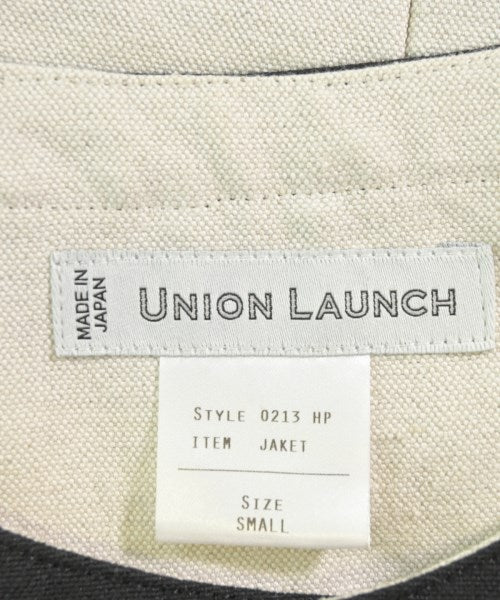 MADE IN
JAPAN
UNION LAUNCH
STYLE 0213 HP
ITEM JAKET
SIZE
SMALL